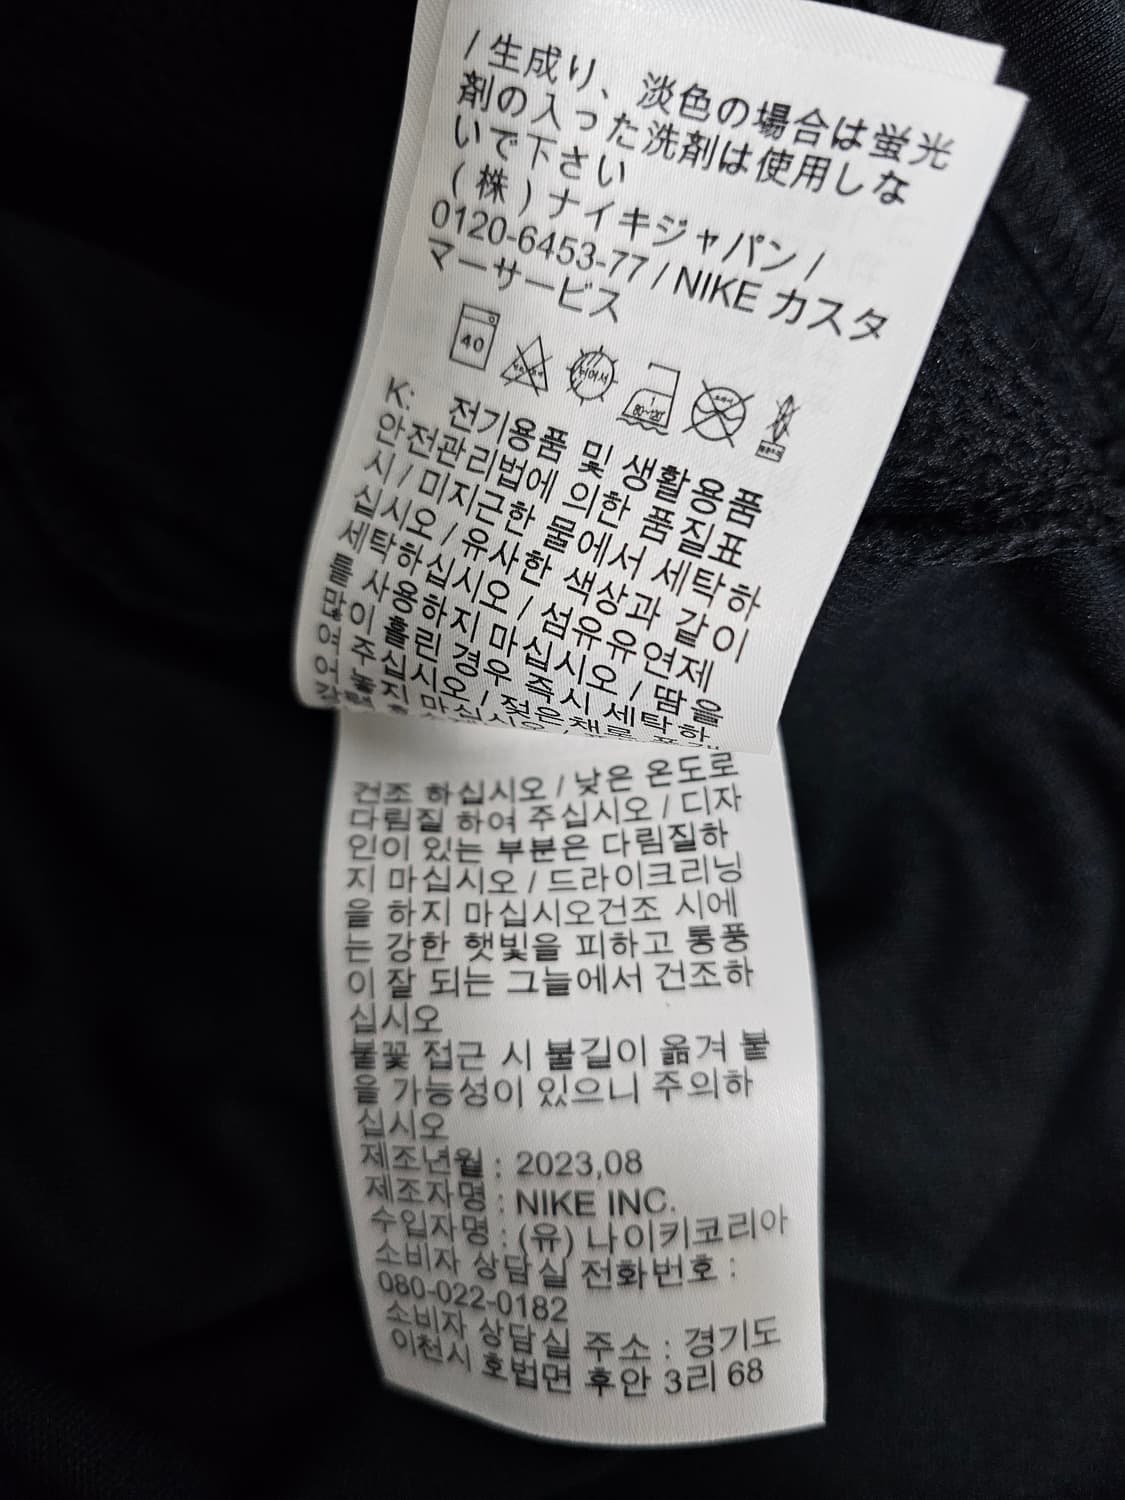 / 生成り、淡色の場合は蛍光
剤の入った洗剤は使用しな
いで下さい
(株)ナイキジャパン /
0120-6453-77 / NIKE カスタ
マーサービス
40
80~120
K: 전기용품 및 생활용품
안전관리법에 의한 품질표
시 / 미지근한 물에서 세탁하
십시오 / 유사한 색상과 같이
세탁하십시오 / 섬유유연제
를 사용하지 마십시오 / 땀을
많이 흘린 경우 즉시 세탁하
여 주십시오 / 젖은채로
어 놓지 마십시오 /
건조 하십시오 / 낮은 온도로
다림질 하여 주십시오 / 디자
인이 있는 부분은 다림질하
지 마십시오 / 드라이크리닝
을 하지 마십시오건조 시에
는 강한 햇빛을 피하고 통풍
이 잘 되는 그늘에서 건조하
십시오
불꽃 접근 시 불길이 옮겨 붙
을 가능성이 있으니 주의하
십시오
제조년월 : 2023,08
제조자명 : NIKE INC.
수입자명 : (유) 나이키코리아
소비자 상담실 전화번호 :
080-022-0182
소비자 상담실 주소 : 경기도
이천시 호법면 후안 3리 68